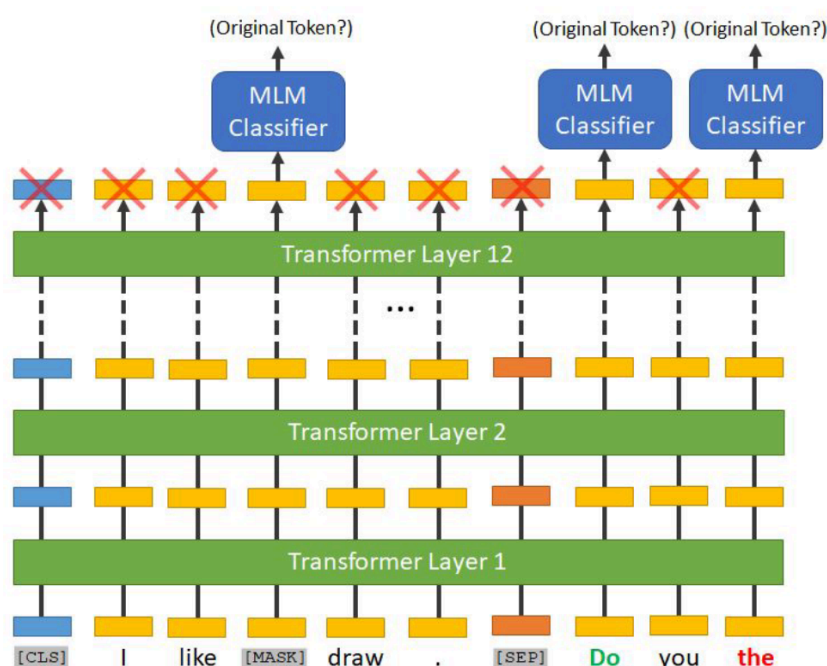 (Original Token?) (Original Token?) (Original Token?)
MLM MLM MLM
Classifier Classifier Classifier
Transformer Layer 12
...
Transformer Layer 2
Transformer Layer 1
[CLS] I like [MASK] draw . [SEP] Do you the